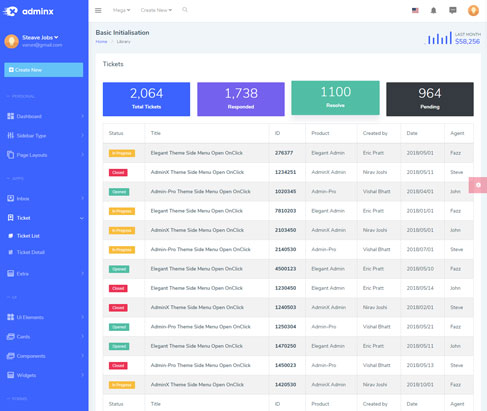 adminx
Mega
Create New
Steave Jobs
varun@gmail.com
Create New
PERSONAL
Dashboard
Sidebar Type
Page Layouts
APPS
Inbox
Ticket
Ticket List
Ticket Detail
Extra
UI
UI Elements
Cards
Components
Widgets
FORMS
Basic Initialisation
Home Library
LAST MONTH
$58,256
Tickets
2,064
Total Tickets
1,738
Responded
1100
Resolve
964
Pending
Status Title ID Product Created by Date Agent
In Progress Elegant Theme Side Menu Open OnClick 276377 Elegant Admin Eric Pratt 2018/05/01 Fazz
Closed AdminX Theme Side Menu Open OnClick 1234251 AdminX Admin Nirav Joshi 2018/05/11 Steve
Opened Admin-Pro Theme Side Menu Open OnClick 1020345 Admin-Pro Vishal Bhatt 2018/04/01 John
In Progress Elegant Theme Side Menu Open OnClick 7810203 Elegant Admin Eric Pratt 2018/01/01 Fazz
In Progress AdminX Theme Side Menu Open OnClick 2103450 AdminX Admin Nirav Joshi 2018/05/01 John
In Progress Admin-Pro Theme Side Menu Open OnClick 2140530 Admin-Pro Vishal Bhatt 2018/07/01 Steve
Opened Elegant Theme Side Menu Open OnClick 4500123 Elegant Admin Eric Pratt 2018/05/10 Fazz
Closed Elegant Theme Side Menu Open OnClick 1230450 Elegant Admin Eric Pratt 2018/05/14 John
Closed AdminX Theme Side Menu Open OnClick 1240503 AdminX Admin Nirav Joshi 2018/02/01 Steve
Opened Admin-Pro Theme Side Menu Open OnClick 1250304 Admin-Pro Vishal Bhatt 2018/05/21 Fazz
Opened Elegant Theme Side Menu Open OnClick 1470250 Elegant Admin Eric Pratt 2018/05/11 John
Closed Admin-Pro Theme Side Menu Open OnClick 1450023 Admin-Pro Vishal Bhatt 2018/05/13 Steve
In Progress AdminX Theme Side Menu Open OnClick 1420530 AdminX Admin Nirav Joshi 2018/10/01 Fazz
Status Title ID Product Created by Date Agent